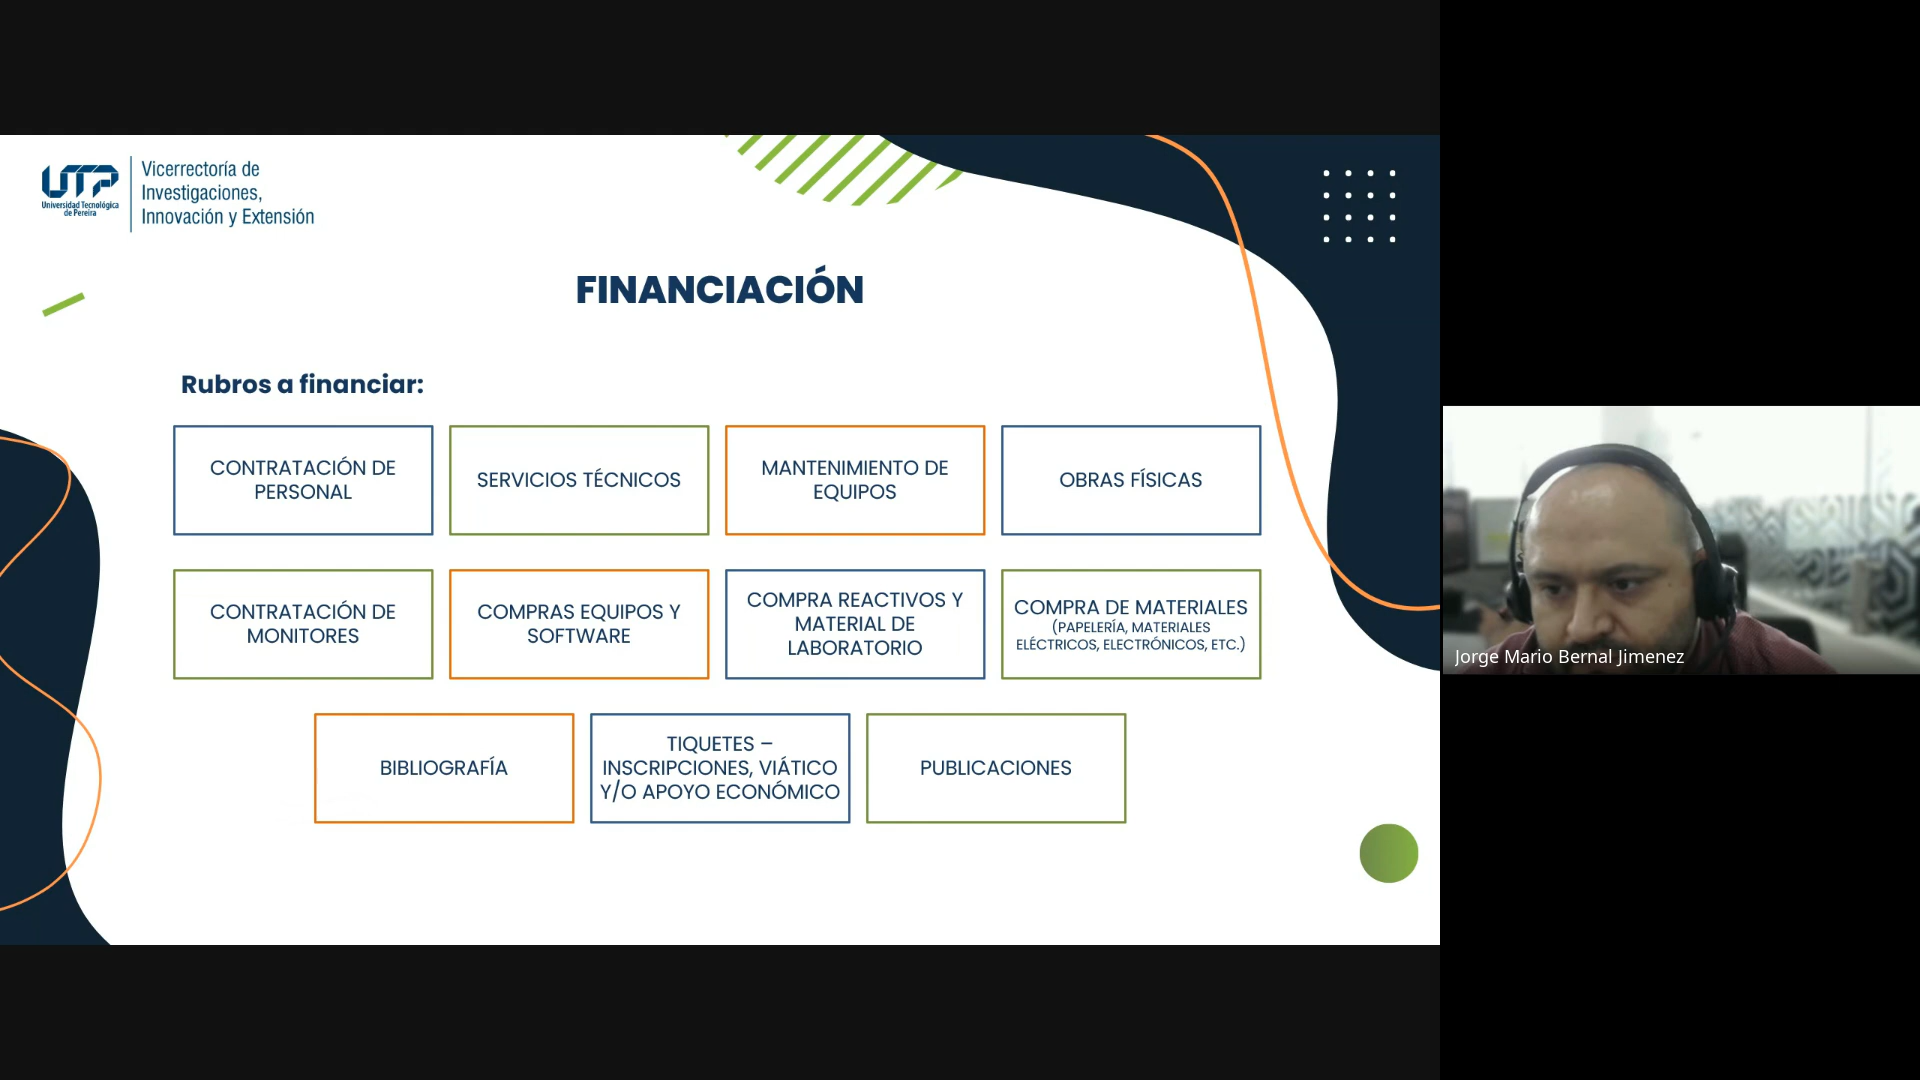 UTP
Universidad Tecnológica
de Pereira
Vicerrectoría de
Investigaciones,
Innovación y Extensión
FINANCIACIÓN
Rubros a financiar:
CONTRATACIÓN DE
PERSONAL
SERVICIOS TÉCNICOS
MANTENIMIENTO DE
EQUIPOS
OBRAS FÍSICAS
CONTRATACIÓN DE
MONITORES
COMPRAS EQUIPOS Y
SOFTWARE
COMPRA REACTIVOS Y
MATERIAL DE
LABORATORIO
COMPRA DE MATERIALES
(PAPELERÍA, MATERIALES
ELÉCTRICOS, ELECTRÓNICOS, ETC.)
BIBLIOGRAFÍA
TIQUETES –
INSCRIPCIONES, VIÁTICO
Y/O APOYO ECONÓMICO
PUBLICACIONES
Jorge Mario Bernal Jimenez